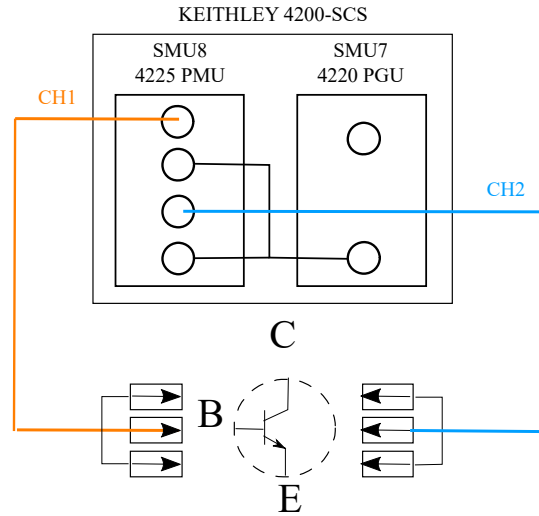 KEITHLEY 4200-SCS
SMU8
4225 PMU
SMU7
4220 PGU
CH1
CH2
C
B
E